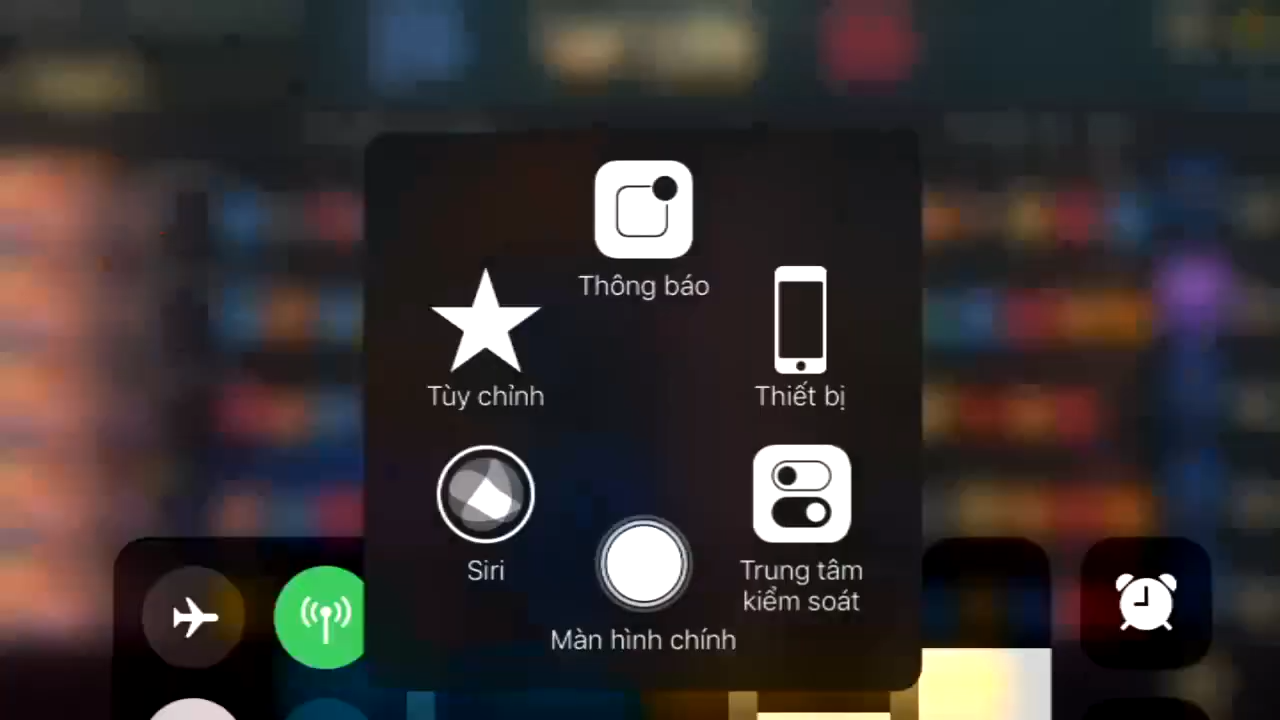 Thông báo
Tùy chỉnh
Thiết bị
Siri
Trung tâm
kiểm soát
Màn hình chính